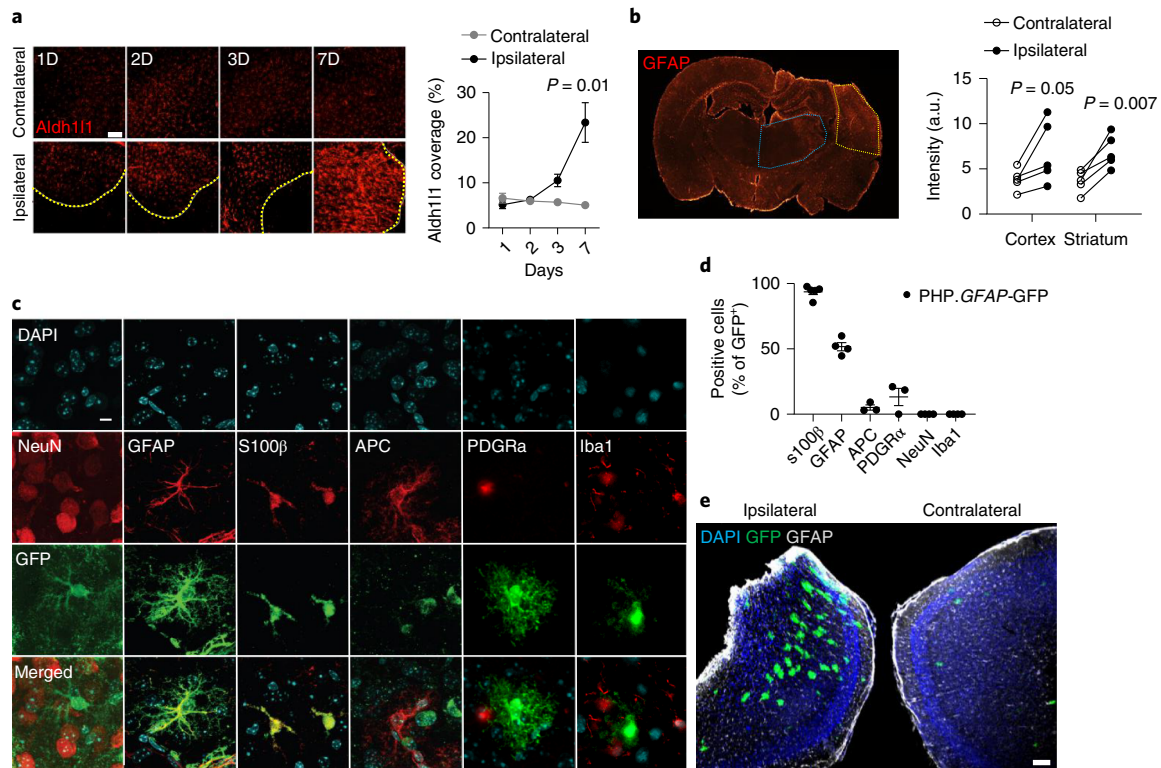 a
1D
2D
3D
7D
Contralateral
Aldh1l1
Ipsilateral
Contralateral
Ipsilateral
P = 0.01
Aldh1l1 coverage (%)
30
20
10
0
1
2
3
7
Days
b
GFAP
Contralateral
Ipsilateral
P = 0.05
P = 0.007
Intensity (a.u.)
15
10
5
0
Cortex Striatum
c
DAPI
NeuN
GFAP
S100β
APC
PDGRa
Iba1
GFP
Merged
d
PHP.GFAP-GFP
Positive cells
(% of GFP+)
100
50
0
s100β
GFAP
APC
PDGRα
NeuN
Iba1
e
Ipsilateral
Contralateral
DAPI GFP GFAP